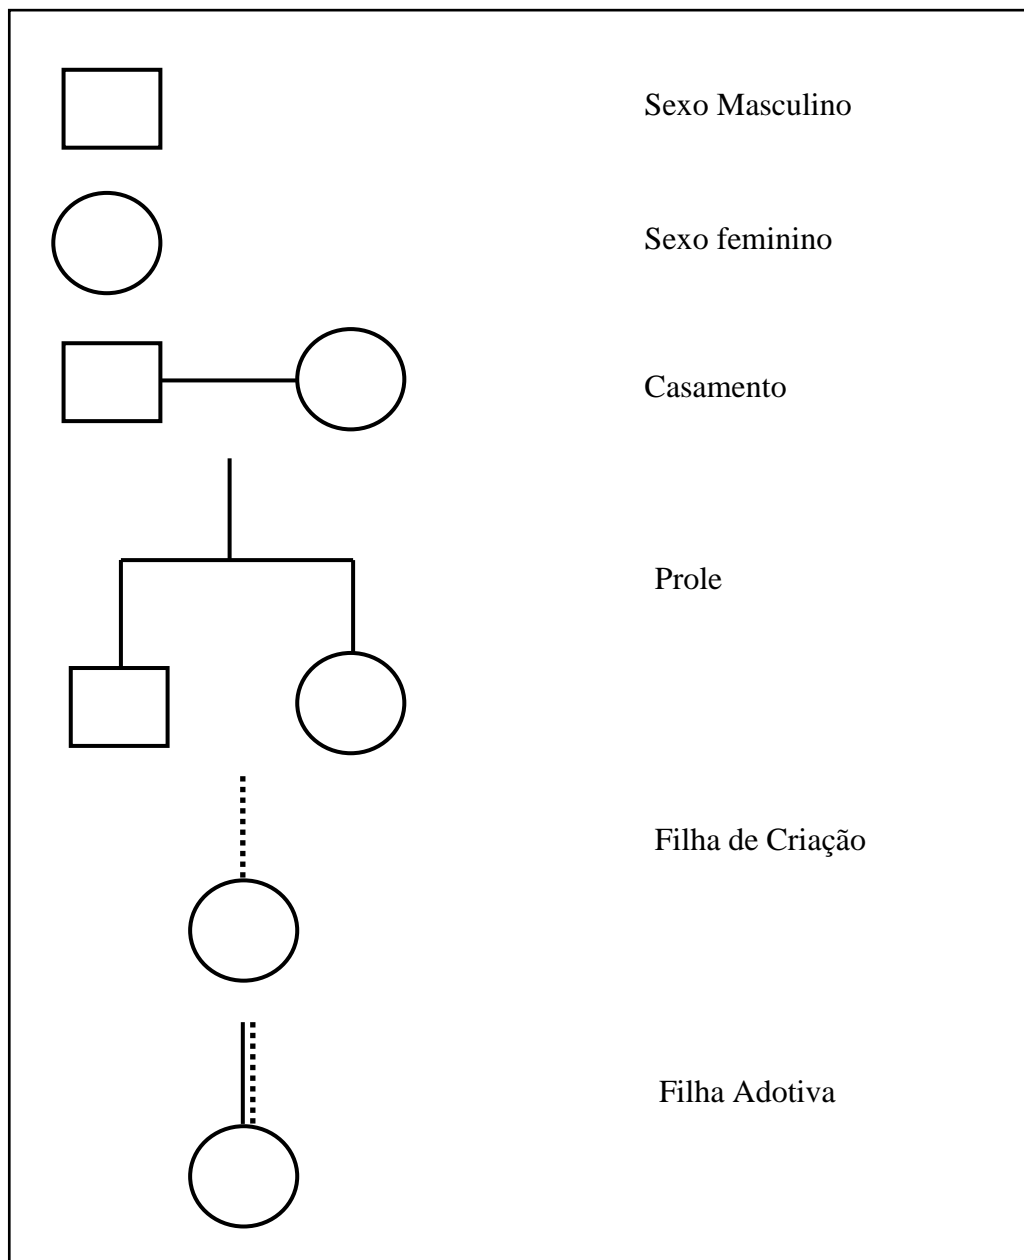 Sexo Masculino
Sexo feminino
Casamento
Prole
Filha de Criação
Filha Adotiva